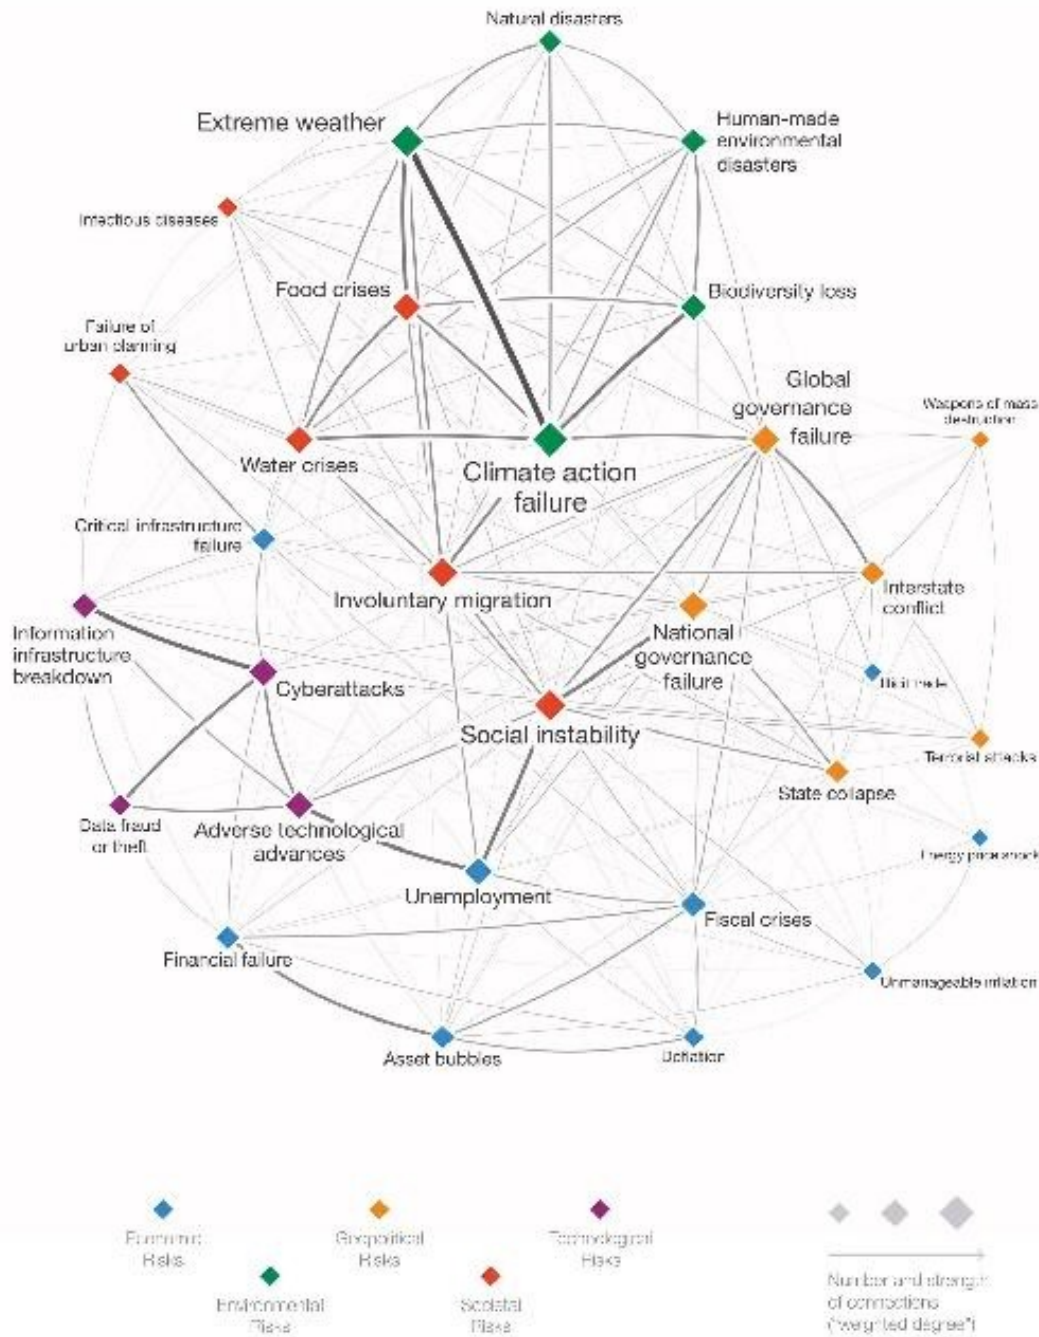 Natural disasters
Extreme weather
Human-made
environmental
disasters
Infectious diseases
Food crises
Biodiversity loss
Failure of
urban planning
Global
governance
failure
Weapons of mass
destruction
Water crises
Climate action
failure
Critical infrastructure
failure
Involuntary migration
Interstate
conflict
Information
infrastructure
breakdown
National
governance
failure
Cyberattacks
Illicit trade
Social instability
Terrorist attacks
State collapse
Data fraud
or theft
Adverse technological
advances
Energy price shock
Unemployment
Fiscal crises
Financial failure
Unmanageable inflation
Asset bubbles
Deflation
Economic
Risks
Geopolitical
Risks
Technological
Risks
Environmental
Risks
Societal
Risks
Number and strength
of connections
("weighted degree")